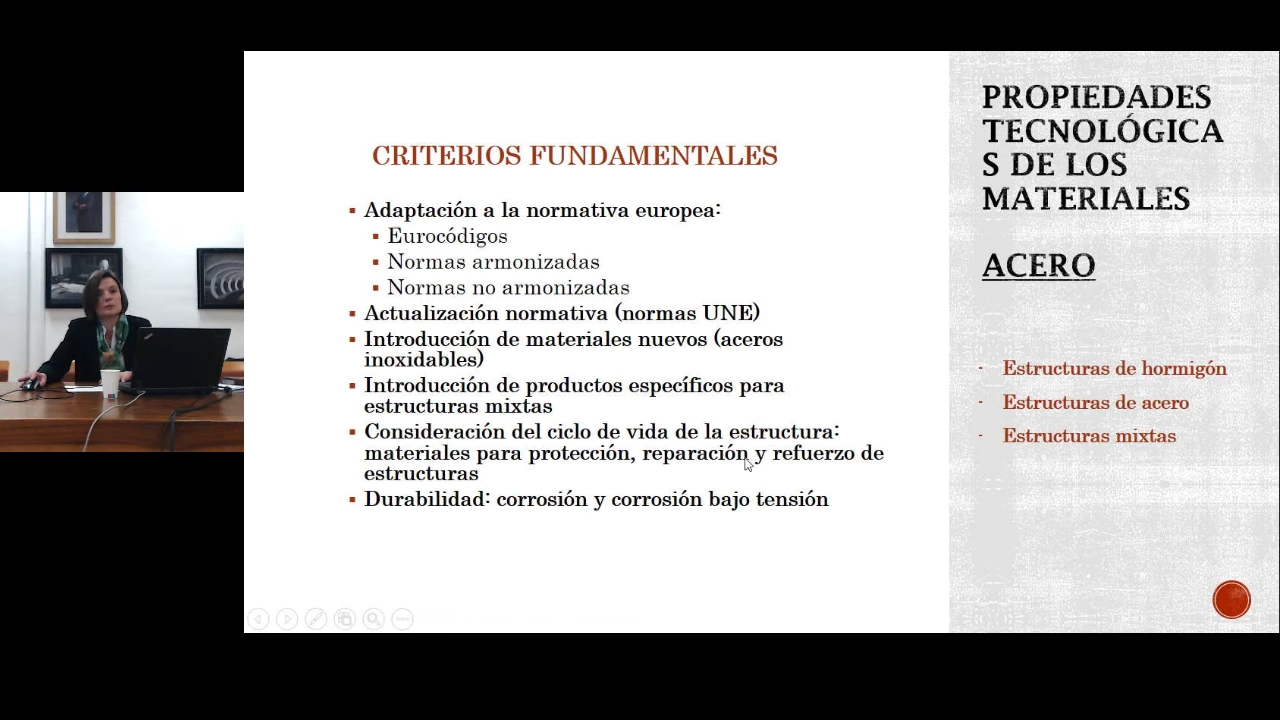 CRITERIOS FUNDAMENTALES
▪ Adaptación a la normativa europea:
▪ Eurocódigos
▪ Normas armonizadas
▪ Normas no armonizadas
▪ Actualización normativa (normas UNE)
▪ Introducción de materiales nuevos (aceros
inoxidables)
▪ Introducción de productos específicos para
estructuras mixtas
▪ Consideración del ciclo de vida de la estructura:
materiales para protección, reparación y refuerzo de
estructuras
▪ Durabilidad: corrosión y corrosión bajo tensión
PROPIEDADES
TECNOLÓGICA
S DE LOS
MATERIALES
ACERO
- Estructuras de hormigón
- Estructuras de acero
- Estructuras mixtas